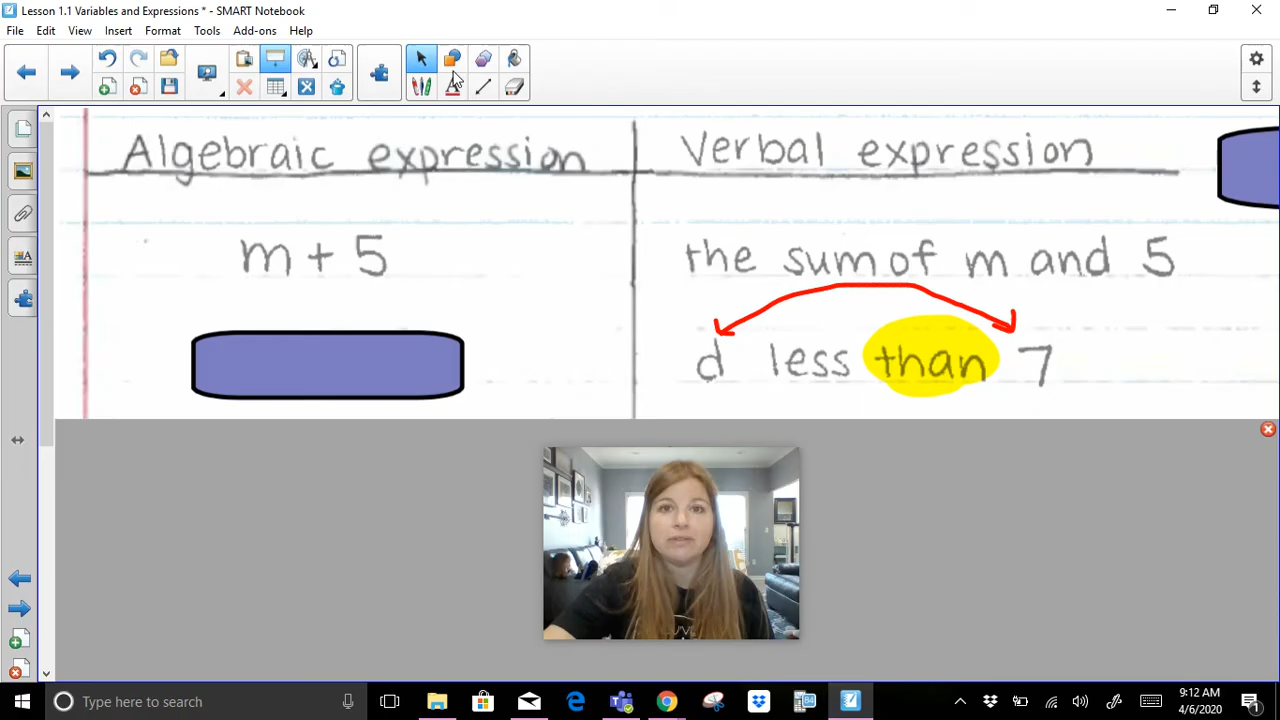 Lesson 1.1 Variables and Expressions * - SMART Notebook
File Edit View Insert Format Tools Add-ons Help
Algebraic expression Verbal expression
m + 5 the sum of m and 5
d less than 7
Type here to search
9:12 AM
4/6/2020